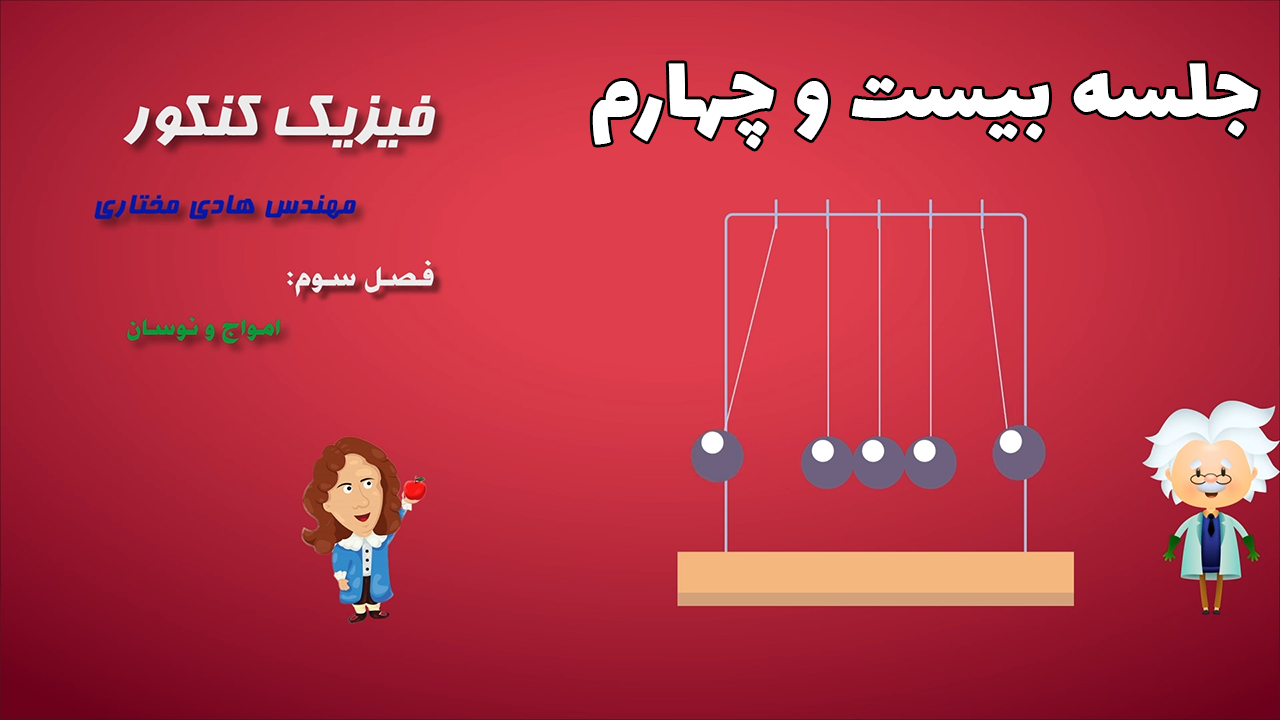 جلسه بیست و چهارم
فیزیک کنکور
مهندس هادی مختاری
فصل سوم:
امواج و نوسان